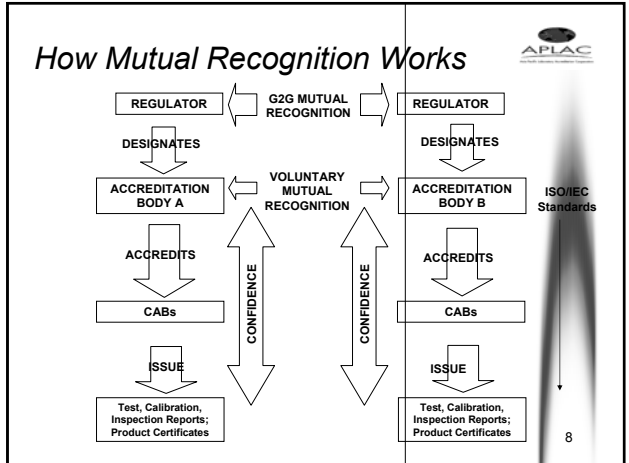 How Mutual Recognition Works
APLAC
REGULATOR
G2G MUTUAL
RECOGNITION
REGULATOR
DESIGNATES
DESIGNATES
ACCREDITATION
BODY A
VOLUNTARY
MUTUAL
RECOGNITION
ACCREDITATION
BODY B
ISO/IEC
Standards
ACCREDITS
CONFIDENCE
CONFIDENCE
ACCREDITS
CABs
CABs
ISSUE
ISSUE
Test, Calibration,
Inspection Reports;
Product Certificates
Test, Calibration,
Inspection Reports;
Product Certificates
8